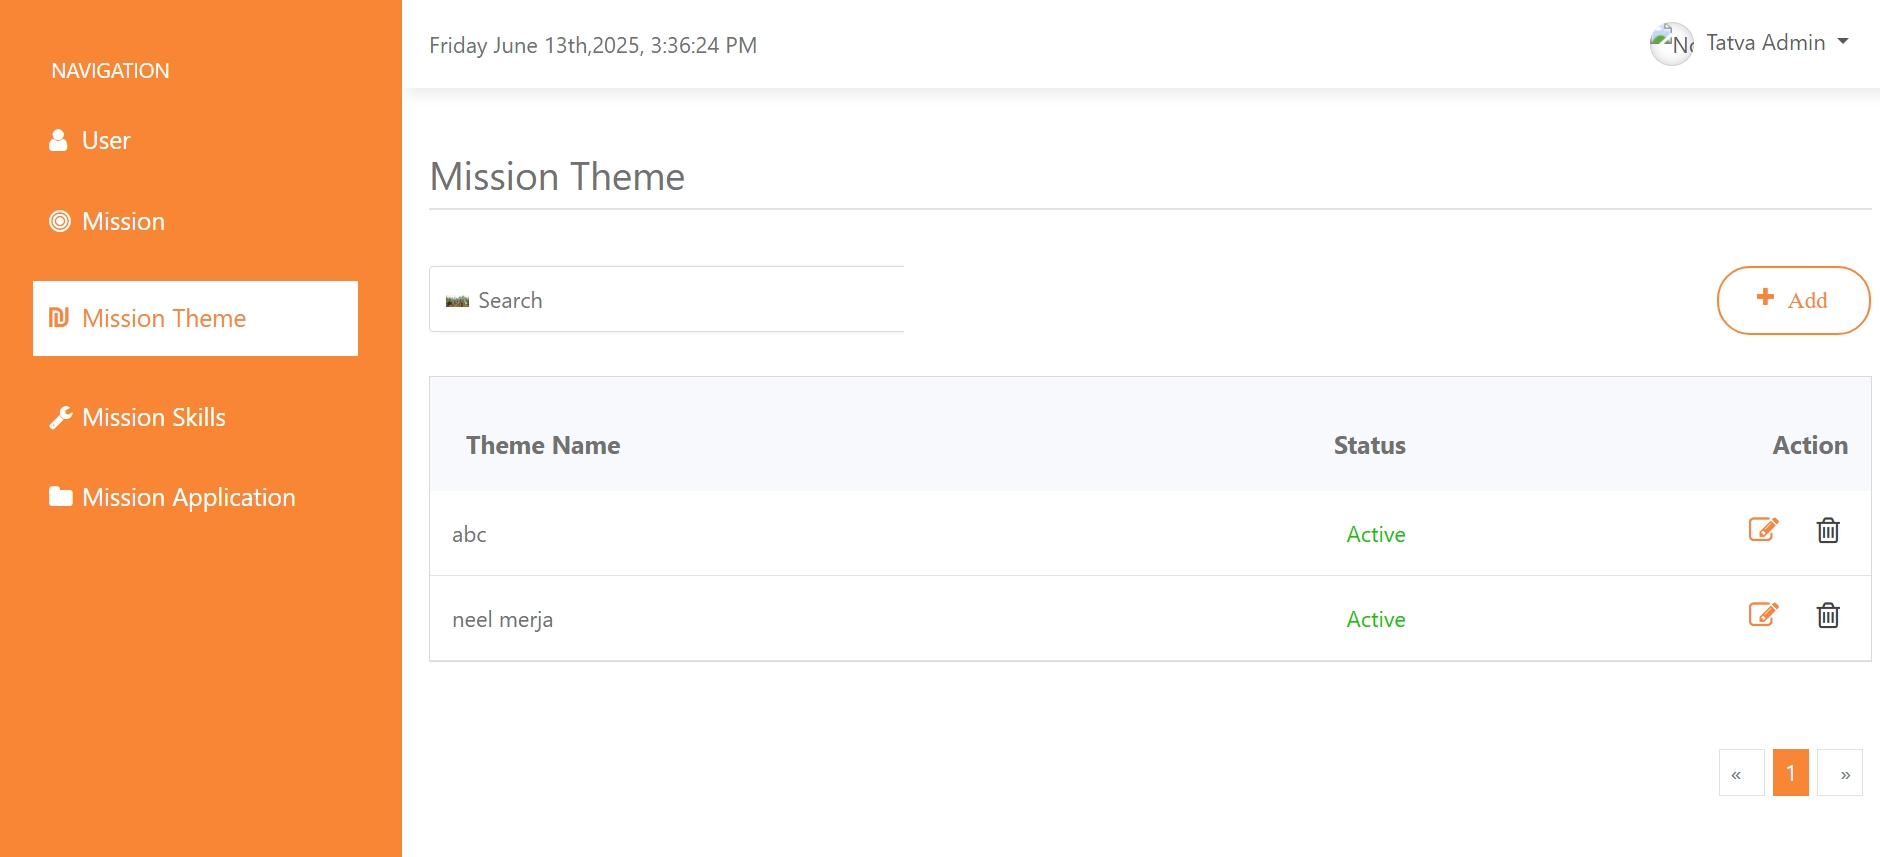 NAVIGATION
User
Mission
Mission Theme
Mission Skills
Mission Application
Friday June 13th,2025, 3:36:24 PM
Tatva Admin
Mission Theme
Search
Add
Theme Name Status Action
abc Active
neel merja Active
« 1 »